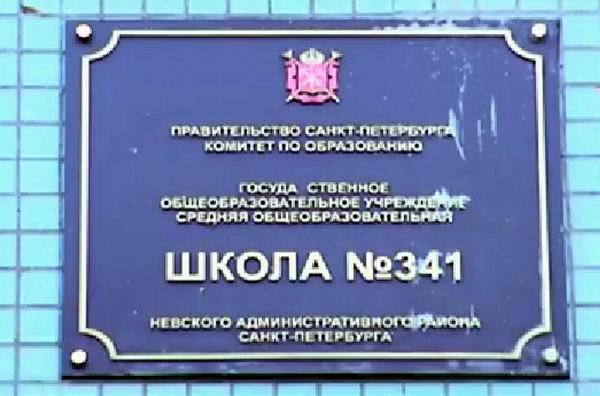 ПРАВИТЕЛЬСТВО САНКТ-ПЕТЕРБУРГА
КОМИТЕТ ПО ОБРАЗОВАНИЮ
ГОСУДА СТВЕННОЕ
ОБЩЕОБРАЗОВАТЕЛЬНОЕ УЧРЕЖДЕНИЕ
СРЕДНЯЯ ОБЩЕОБРАЗОВАТЕЛЬНАЯ
ШКОЛА №341
НЕВСКОГО АДМИНИСТРАТИВНОГО РАЙОНА
САНКТ-ПЕТЕРБУРГА